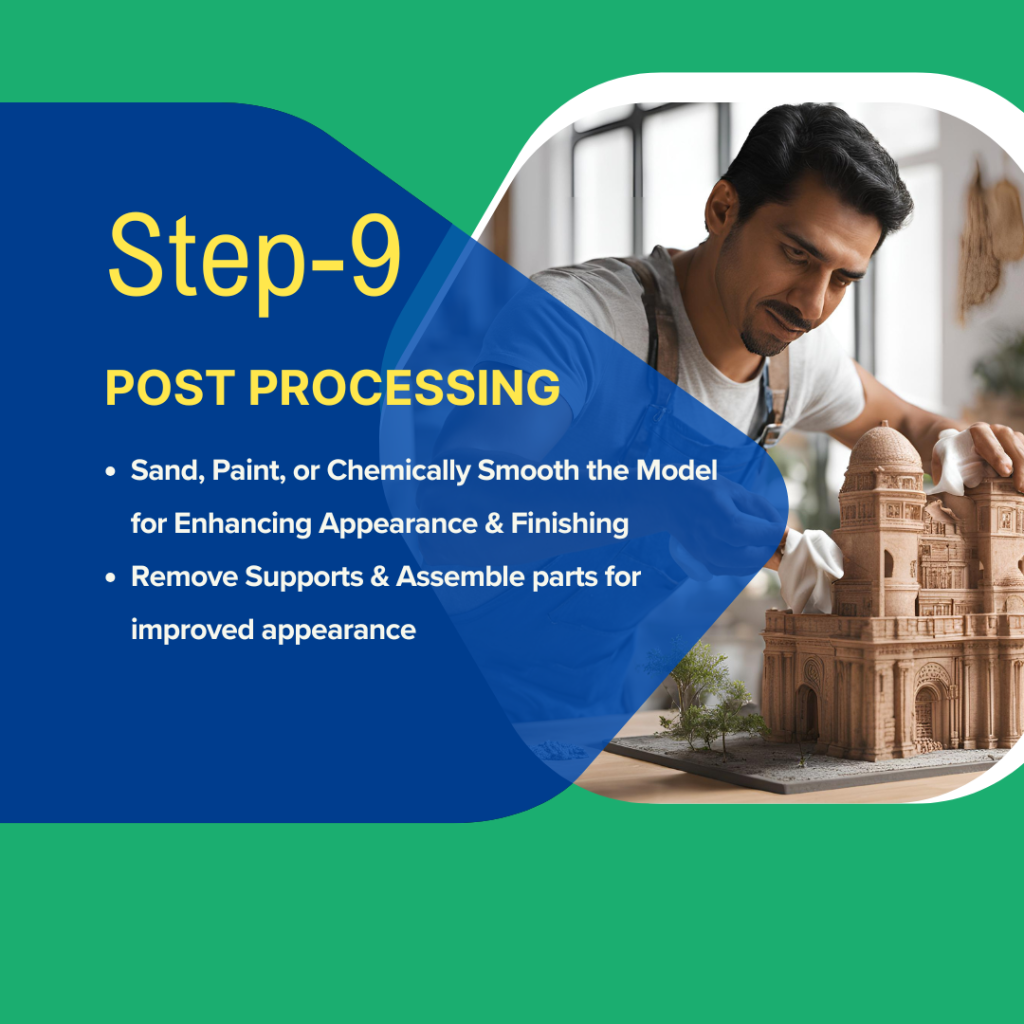 Step-9
POST PROCESSING
• Sand, Paint, or Chemically Smooth the Model
for Enhancing Appearance & Finishing
• Remove Supports & Assemble parts for
improved appearance